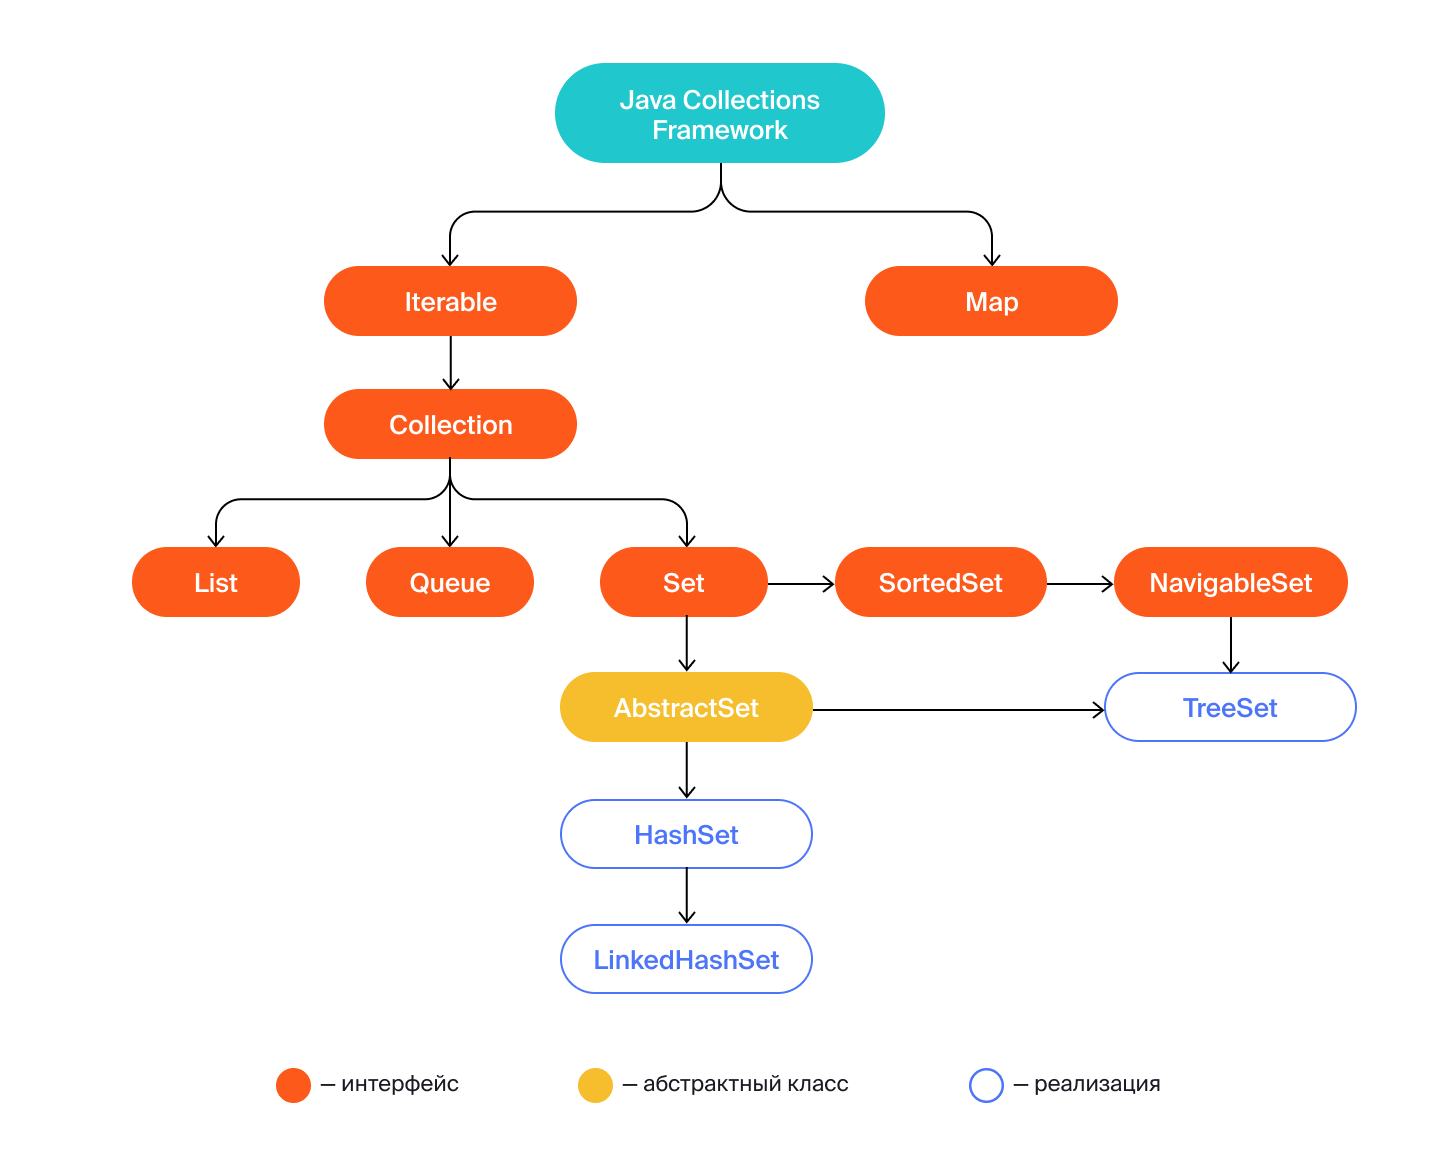 Java Collections
Framework
Iterable
Map
Collection
List
Queue
Set
SortedSet
NavigableSet
AbstractSet
TreeSet
HashSet
LinkedHashSet
— интерфейс
— абстрактный класс
— реализация